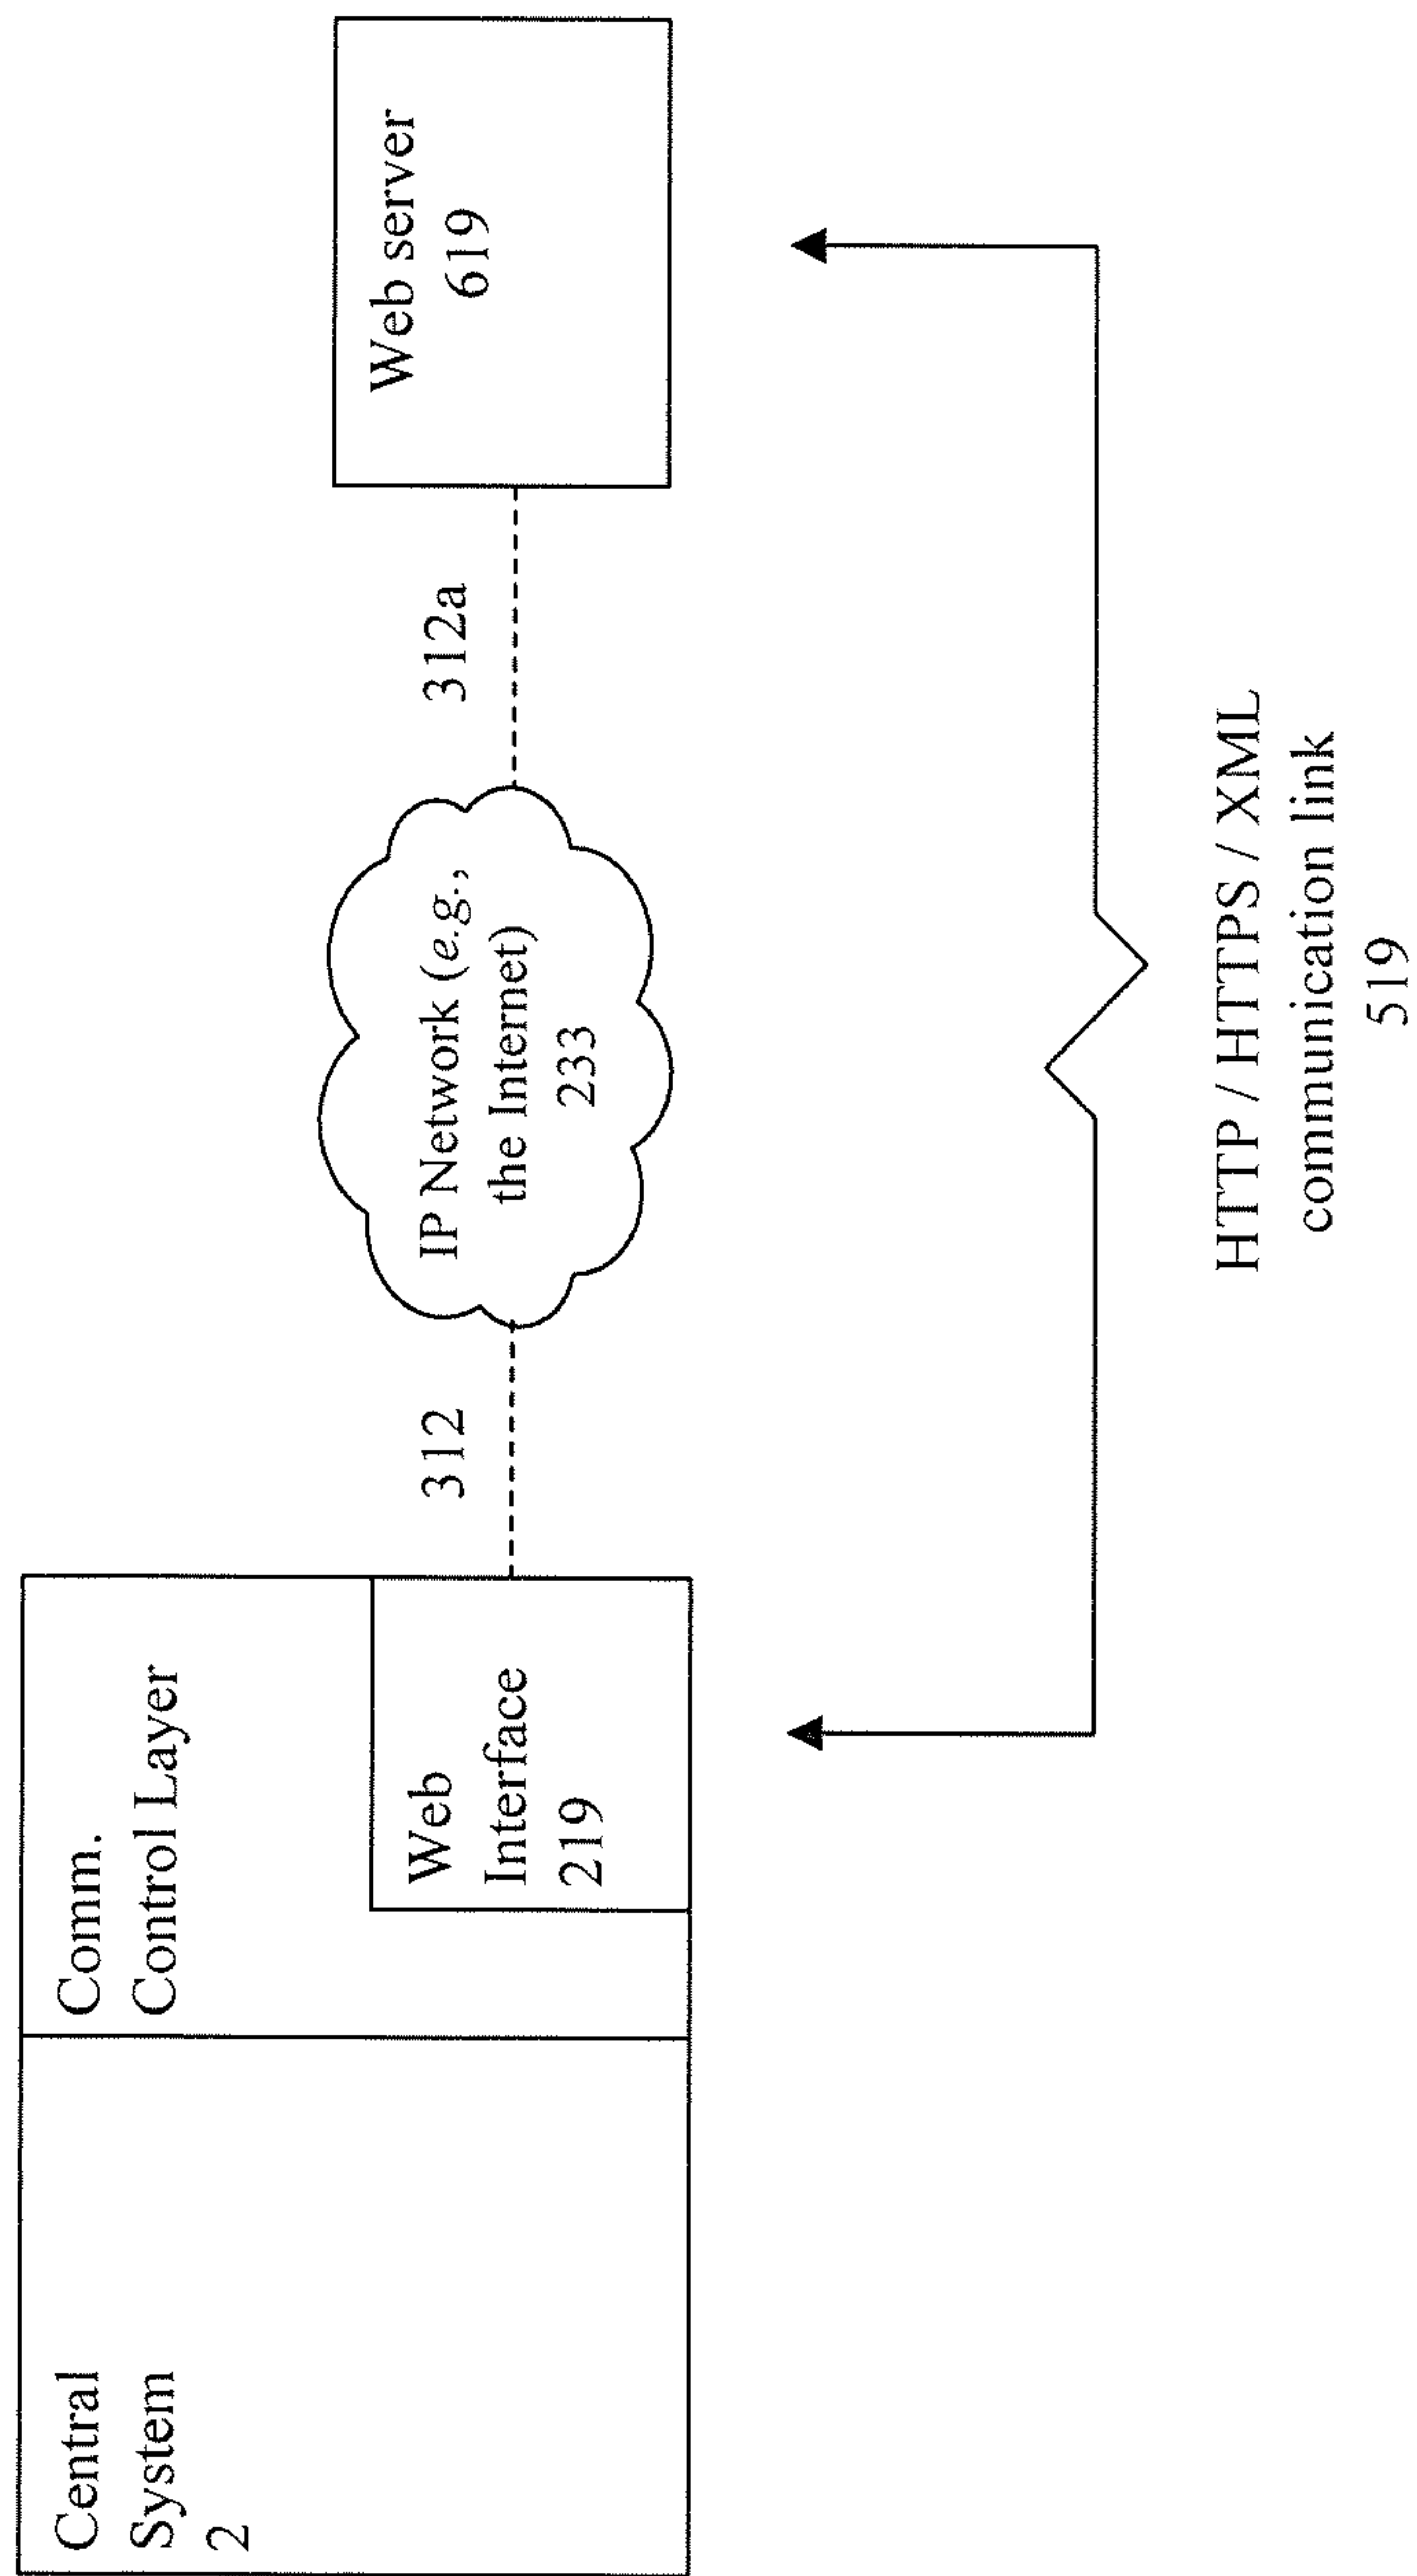 Central
System
2
Comm.
Control Layer
Web
Interface
219
312
IP Network (e.g.,
the Internet)
233
312a
Web server
619
HTTP / HTTPS / XML
communication link
519